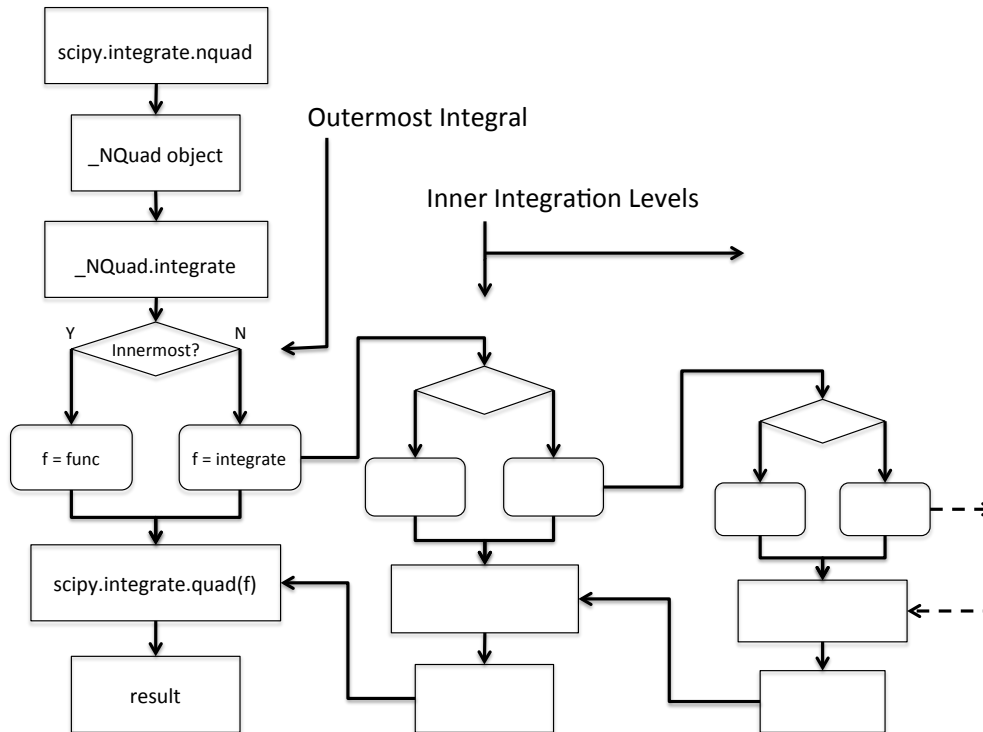 scipy.integrate.nquad
_NQuad object
_NQuad.integrate
Outermost Integral
Inner Integration Levels
Y
N
Innermost?
f = func
f = integrate
scipy.integrate.quad(f)
result